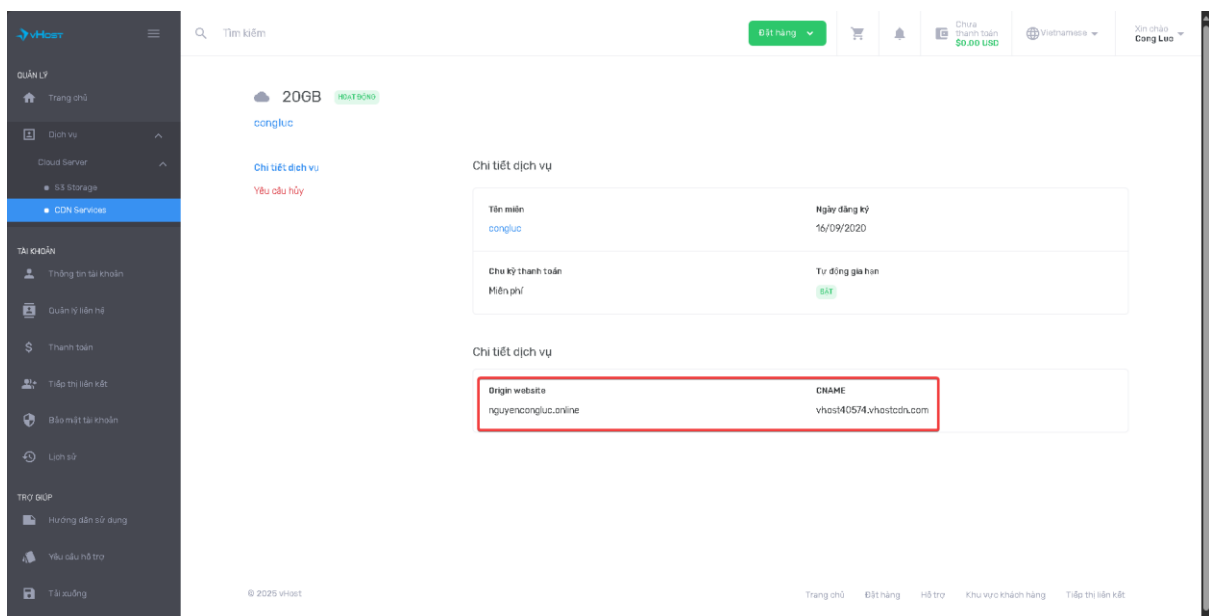 vHost
Tìm kiếm
Đặt hàng
Chưa
thanh toán
$0.00 USD
Vietnamese
Xin chào
Cong Luc
QUẢN LÝ
Trang chủ
Dịch vụ
Cloud Server
S3 Storage
CDN Services
TÀI KHOẢN
Thông tin tài khoản
Quản lý liên hệ
Thanh toán
Tiếp thị liên kết
Bảo mật tài khoản
Lịch sử
TRỢ GIÚP
Hướng dẫn sử dụng
Yêu cầu hỗ trợ
Tải xuống
20GB HOẠT ĐỘNG
congluc
Chi tiết dịch vụ
Yêu cầu hủy
Chi tiết dịch vụ
Tên miền
congluc
Ngày đăng ký
16/09/2020
Chu kỳ thanh toán
Miễn phí
Tự động gia hạn
BẬT
Chi tiết dịch vụ
Origin website
nguyencongluc.online
CNAME
vhost40574.vhostcdn.com
© 2025 vHost
Trang chủ Đặt hàng Hỗ trợ Khu vực khách hàng Tiếp thị liên kết